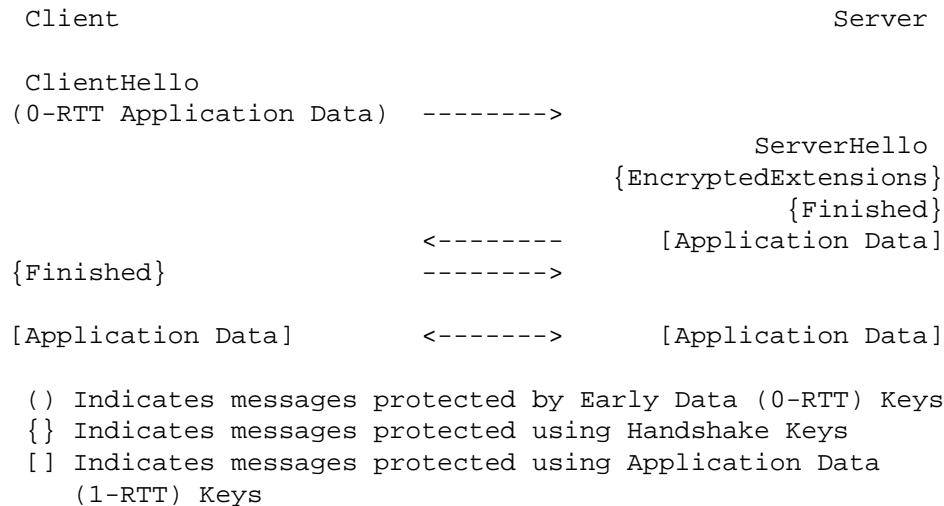 Client                                             Server

 ClientHello
(0-RTT Application Data)  -------->
                                              ServerHello
                                     {EncryptedExtensions}
                                                {Finished}
                          <--------      [Application Data]
{Finished}                -------->

[Application Data]        <------->      [Application Data]

 () Indicates messages protected by Early Data (0-RTT) Keys
 {} Indicates messages protected using Handshake Keys
 [] Indicates messages protected using Application Data
    (1-RTT) Keys